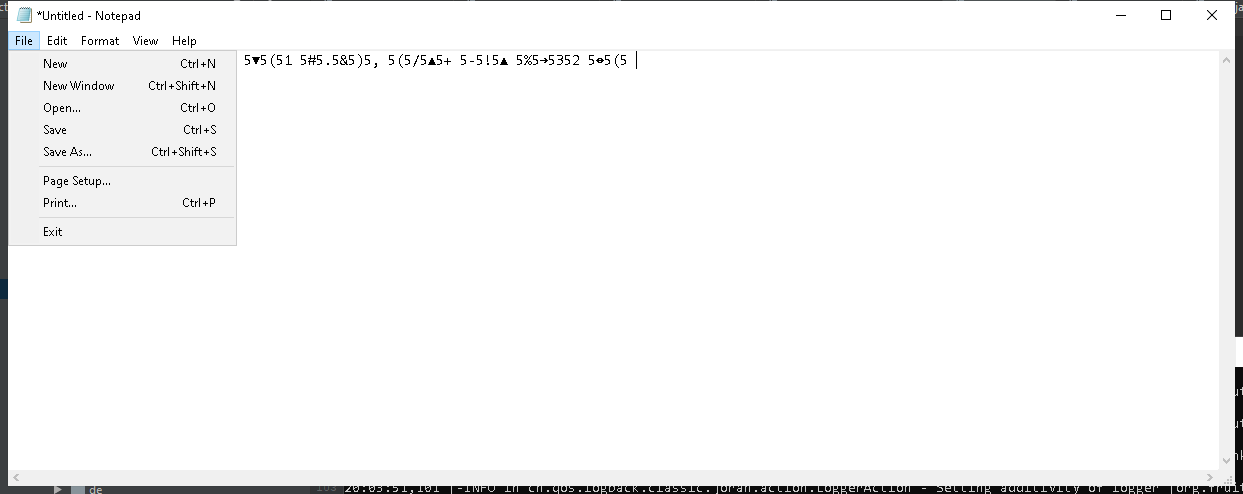 *Untitled - Notepad
File Edit Format View Help
5▼5(51 5#5.5&5)5, 5(5/5▲5+ 5-5!5▲ 5%5→5352 5↔5(5
New Ctrl+N
New Window Ctrl+Shift+N
Open... Ctrl+O
Save Ctrl+S
Save As... Ctrl+Shift+S
Page Setup...
Print... Ctrl+P
Exit
de
20:03:51,101 |-INFO in ch.qos.logback.classic.joran.action.LoggerAction - Setting additivity of logger